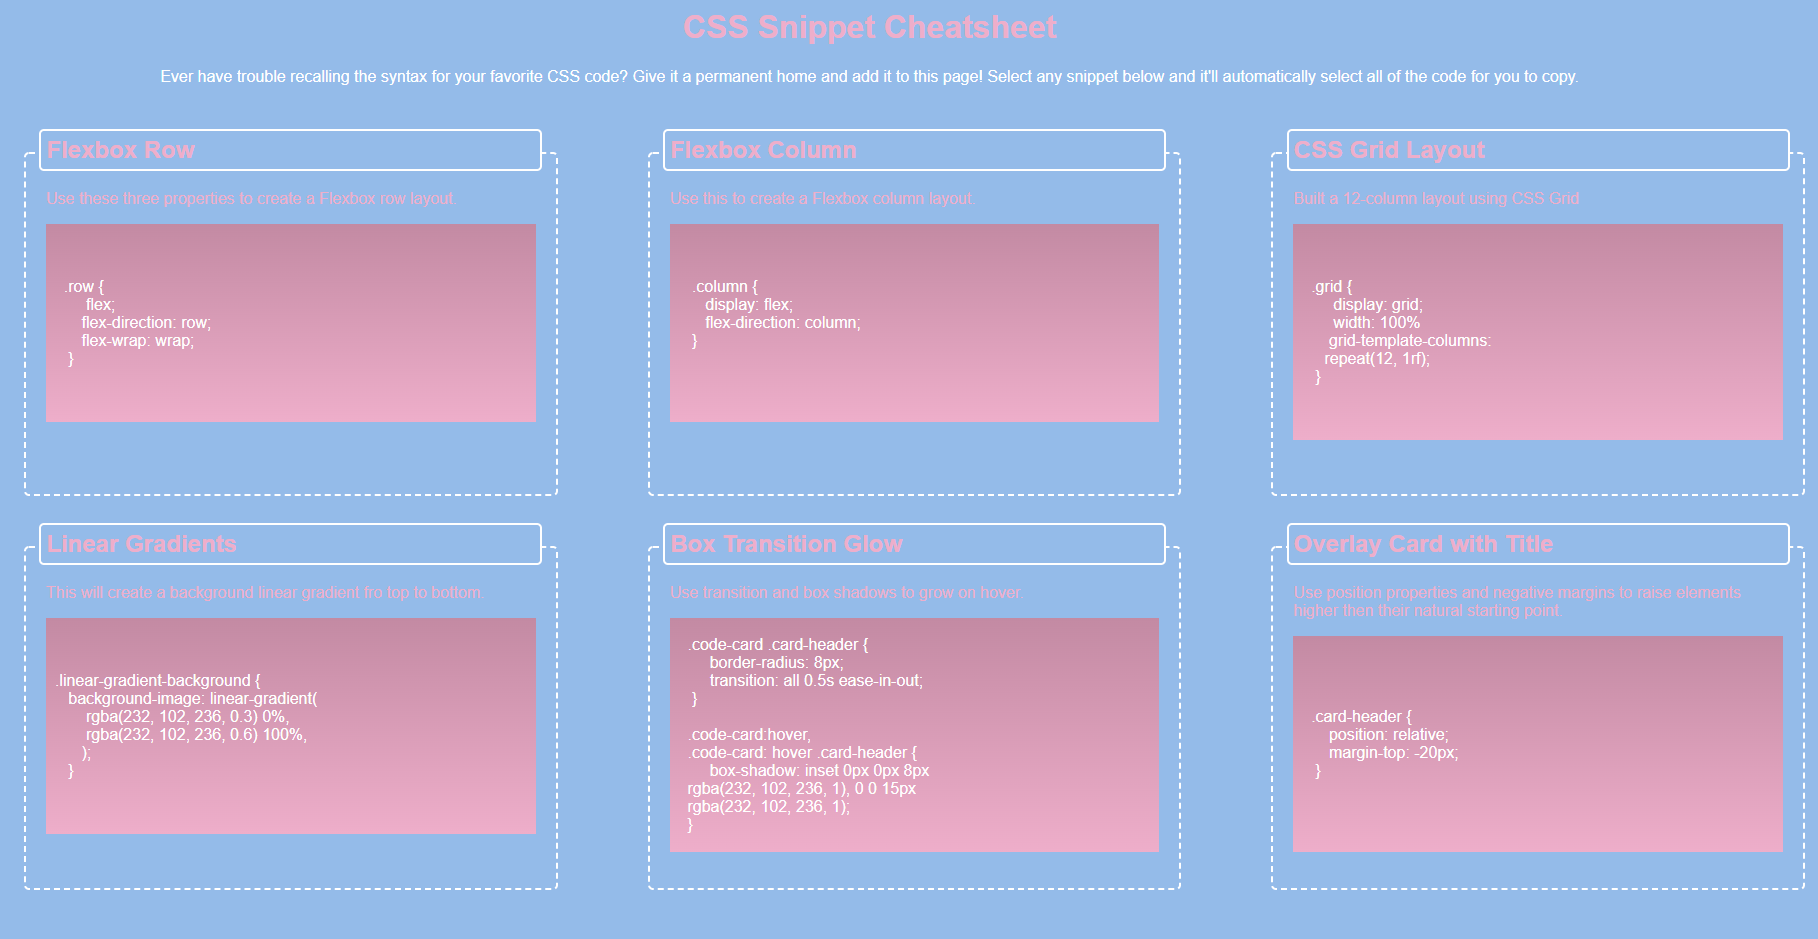 CSS Snippet Cheatsheet
Ever have trouble recalling the syntax for your favorite CSS code? Give it a permanent home and add it to this page! Select any snippet below and it'll automatically select all of the code for you to copy.
Flexbox Row
Use these three properties to create a Flexbox row layout.
.row {
flex;
flex-direction: row;
flex-wrap: wrap;
}
Flexbox Column
Use this to create a Flexbox column layout.
.column {
display: flex;
flex-direction: column;
}
CSS Grid Layout
Built a 12-column layout using CSS Grid
.grid {
display: grid;
width: 100%
grid-template-columns:
repeat(12, 1rf);
}
Linear Gradients
This will create a background linear gradient fro top to bottom.
.linear-gradient-background {
background-image: linear-gradient(
rgba(232, 102, 236, 0.3) 0%,
rgba(232, 102, 236, 0.6) 100%,
);
}
Box Transition Glow
Use transition and box shadows to grow on hover.
.code-card .card-header {
border-radius: 8px;
transition: all 0.5s ease-in-out;
}
.code-card:hover,
.code-card: hover .card-header {
box-shadow: inset 0px 0px 8px
rgba(232, 102, 236, 1), 0 0 15px
rgba(232, 102, 236, 1);
}
Overlay Card with Title
Use position properties and negative margins to raise elements
higher then their natural starting point.
.card-header {
position: relative;
margin-top: -20px;
}